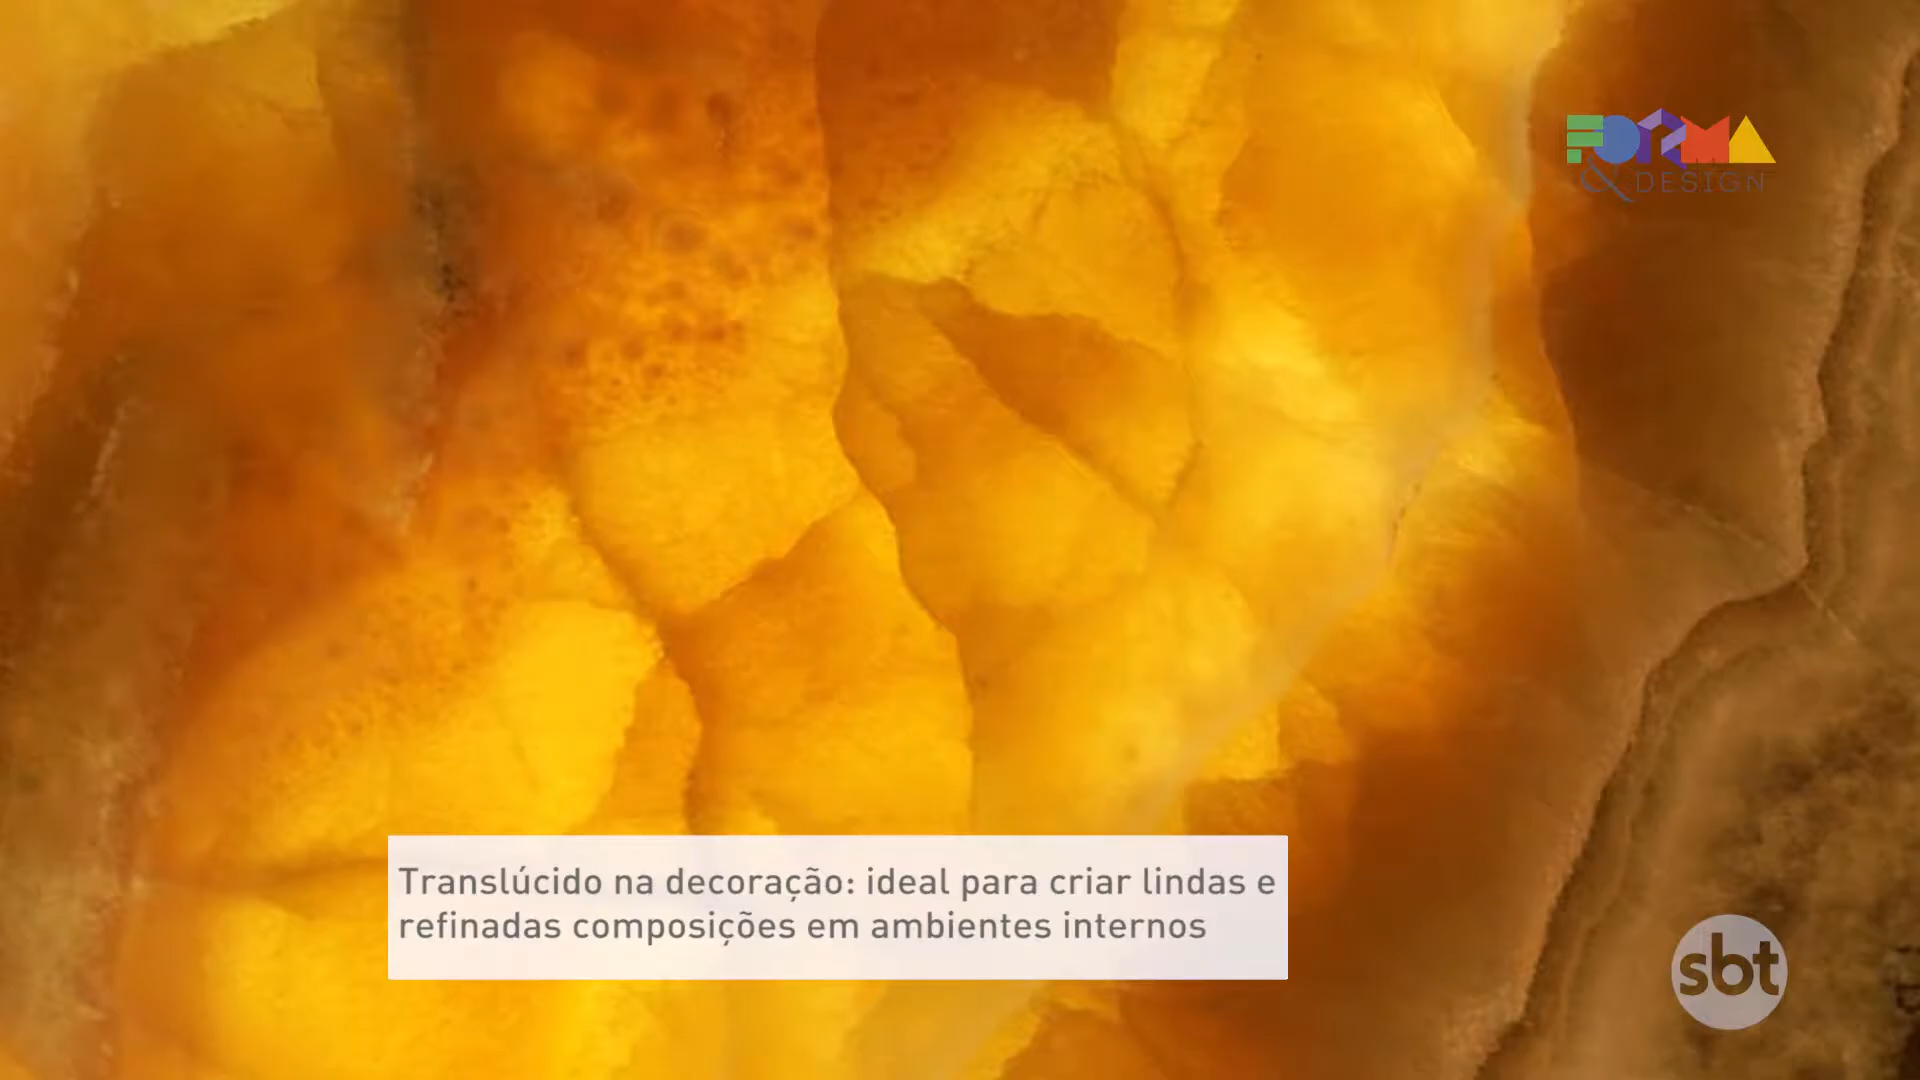 FORMA
& DESIGN
Translúcido na decoração: ideal para criar lindas e
refinadas composições em ambientes internos
sbt